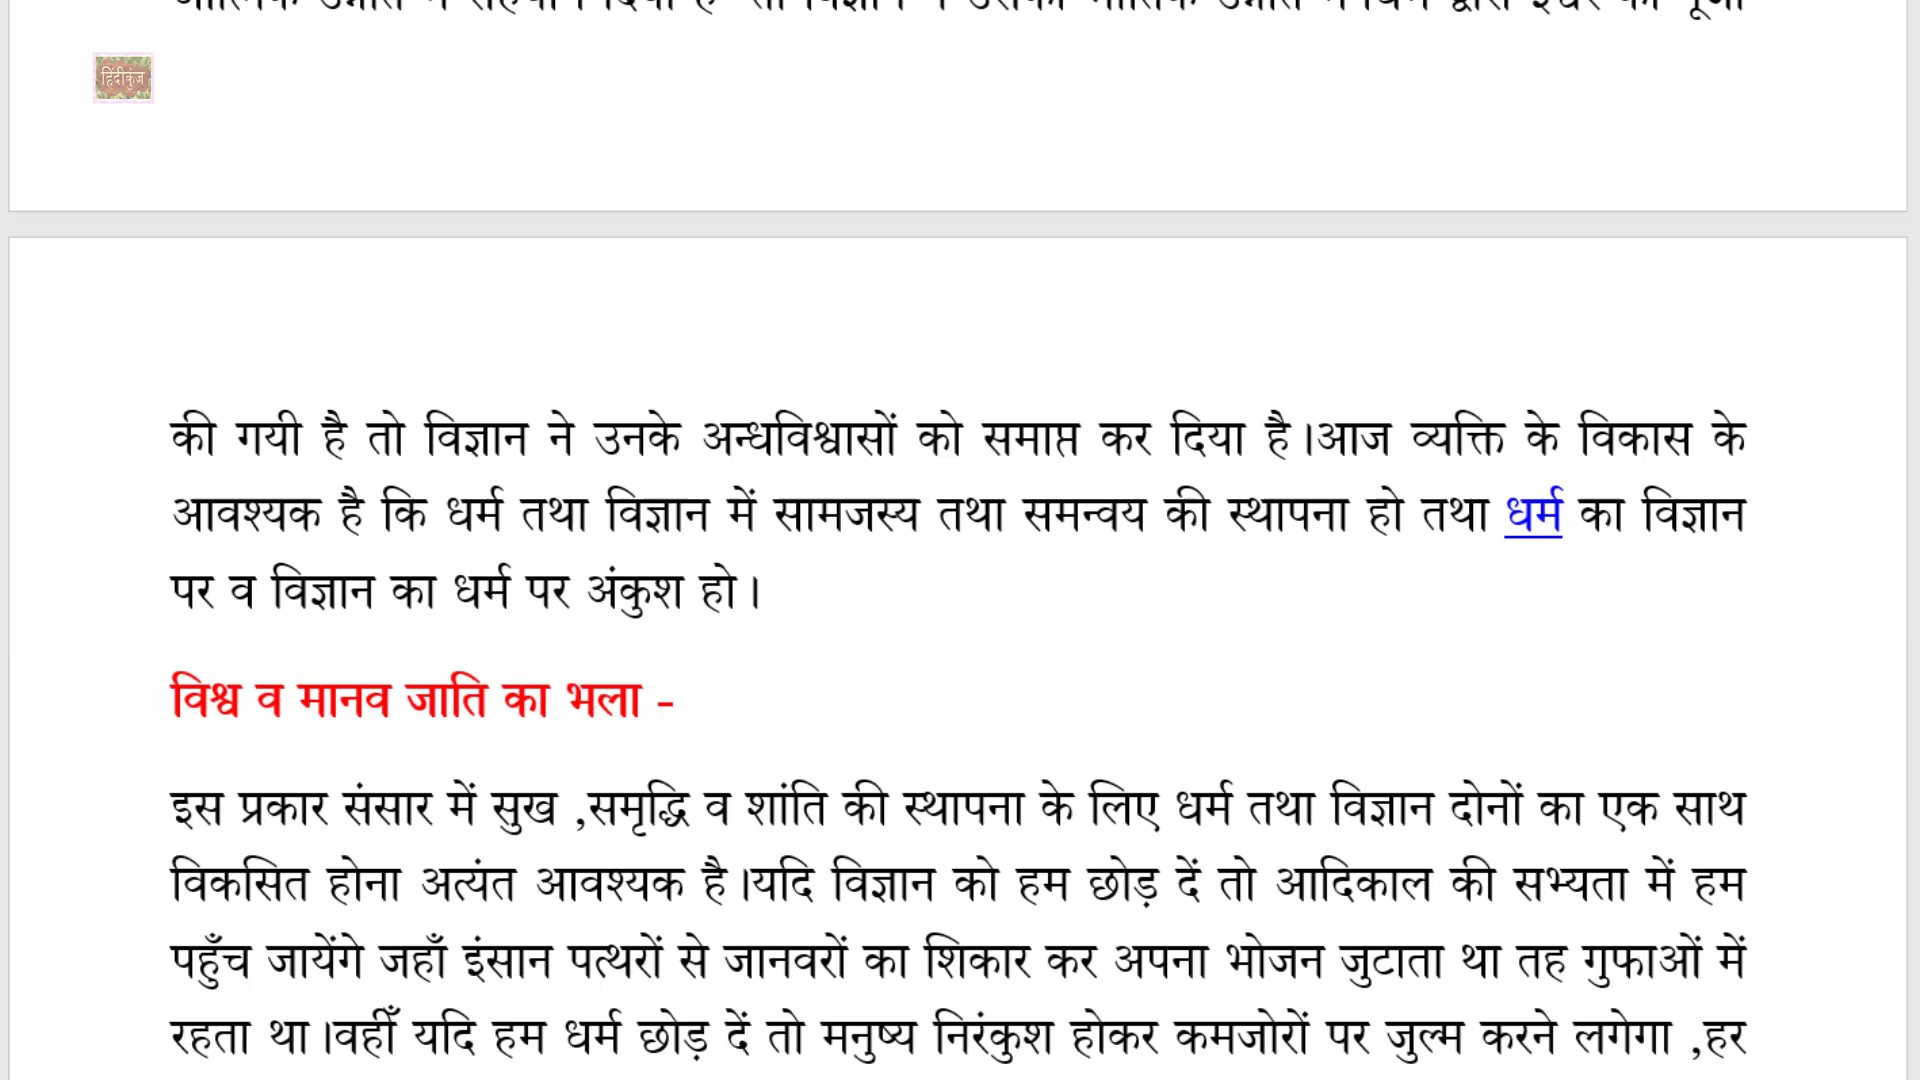 हिंदीकुंज
की गयी है तो विज्ञान ने उनके अन्धविश्वासों को समाप्त कर दिया है।आज व्यक्ति के विकास के
आवश्यक है कि धर्म तथा विज्ञान में सामजस्य तथा समन्वय की स्थापना हो तथा धर्म का विज्ञान
पर व विज्ञान का धर्म पर अंकुश हो।
विश्व व मानव जाति का भला -
इस प्रकार संसार में सुख ,समृद्धि व शांति की स्थापना के लिए धर्म तथा विज्ञान दोनों का एक साथ
विकसित होना अत्यंत आवश्यक है।यदि विज्ञान को हम छोड़ दें तो आदिकाल की सभ्यता में हम
पहुँच जायेंगे जहाँ इंसान पत्थरों से जानवरों का शिकार कर अपना भोजन जुटाता था तह गुफाओं में
रहता था।वहीँ यदि हम धर्म छोड़ दें तो मनुष्य निरंकुश होकर कमजोरों पर जुल्म करने लगेगा ,हर